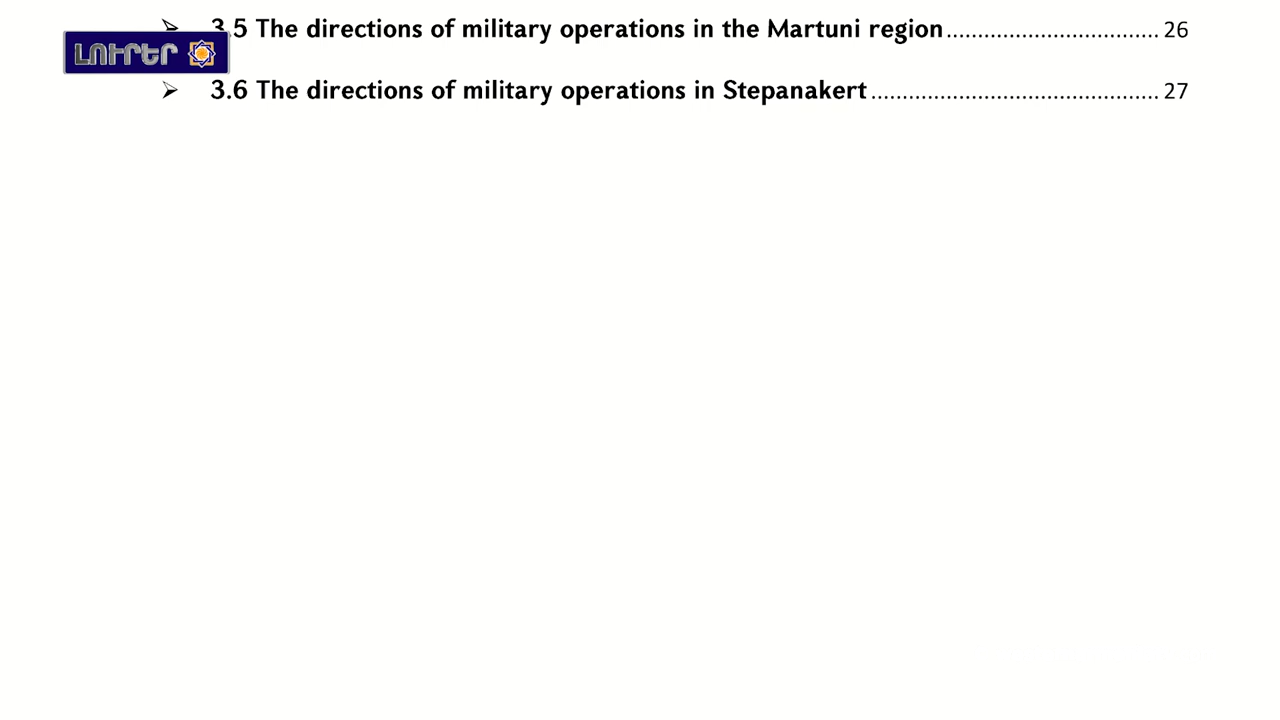 3.5 The directions of military operations in the Martuni region 26
ԼՈՒՐԵՐ
3.6 The directions of military operations in Stepanakert 27